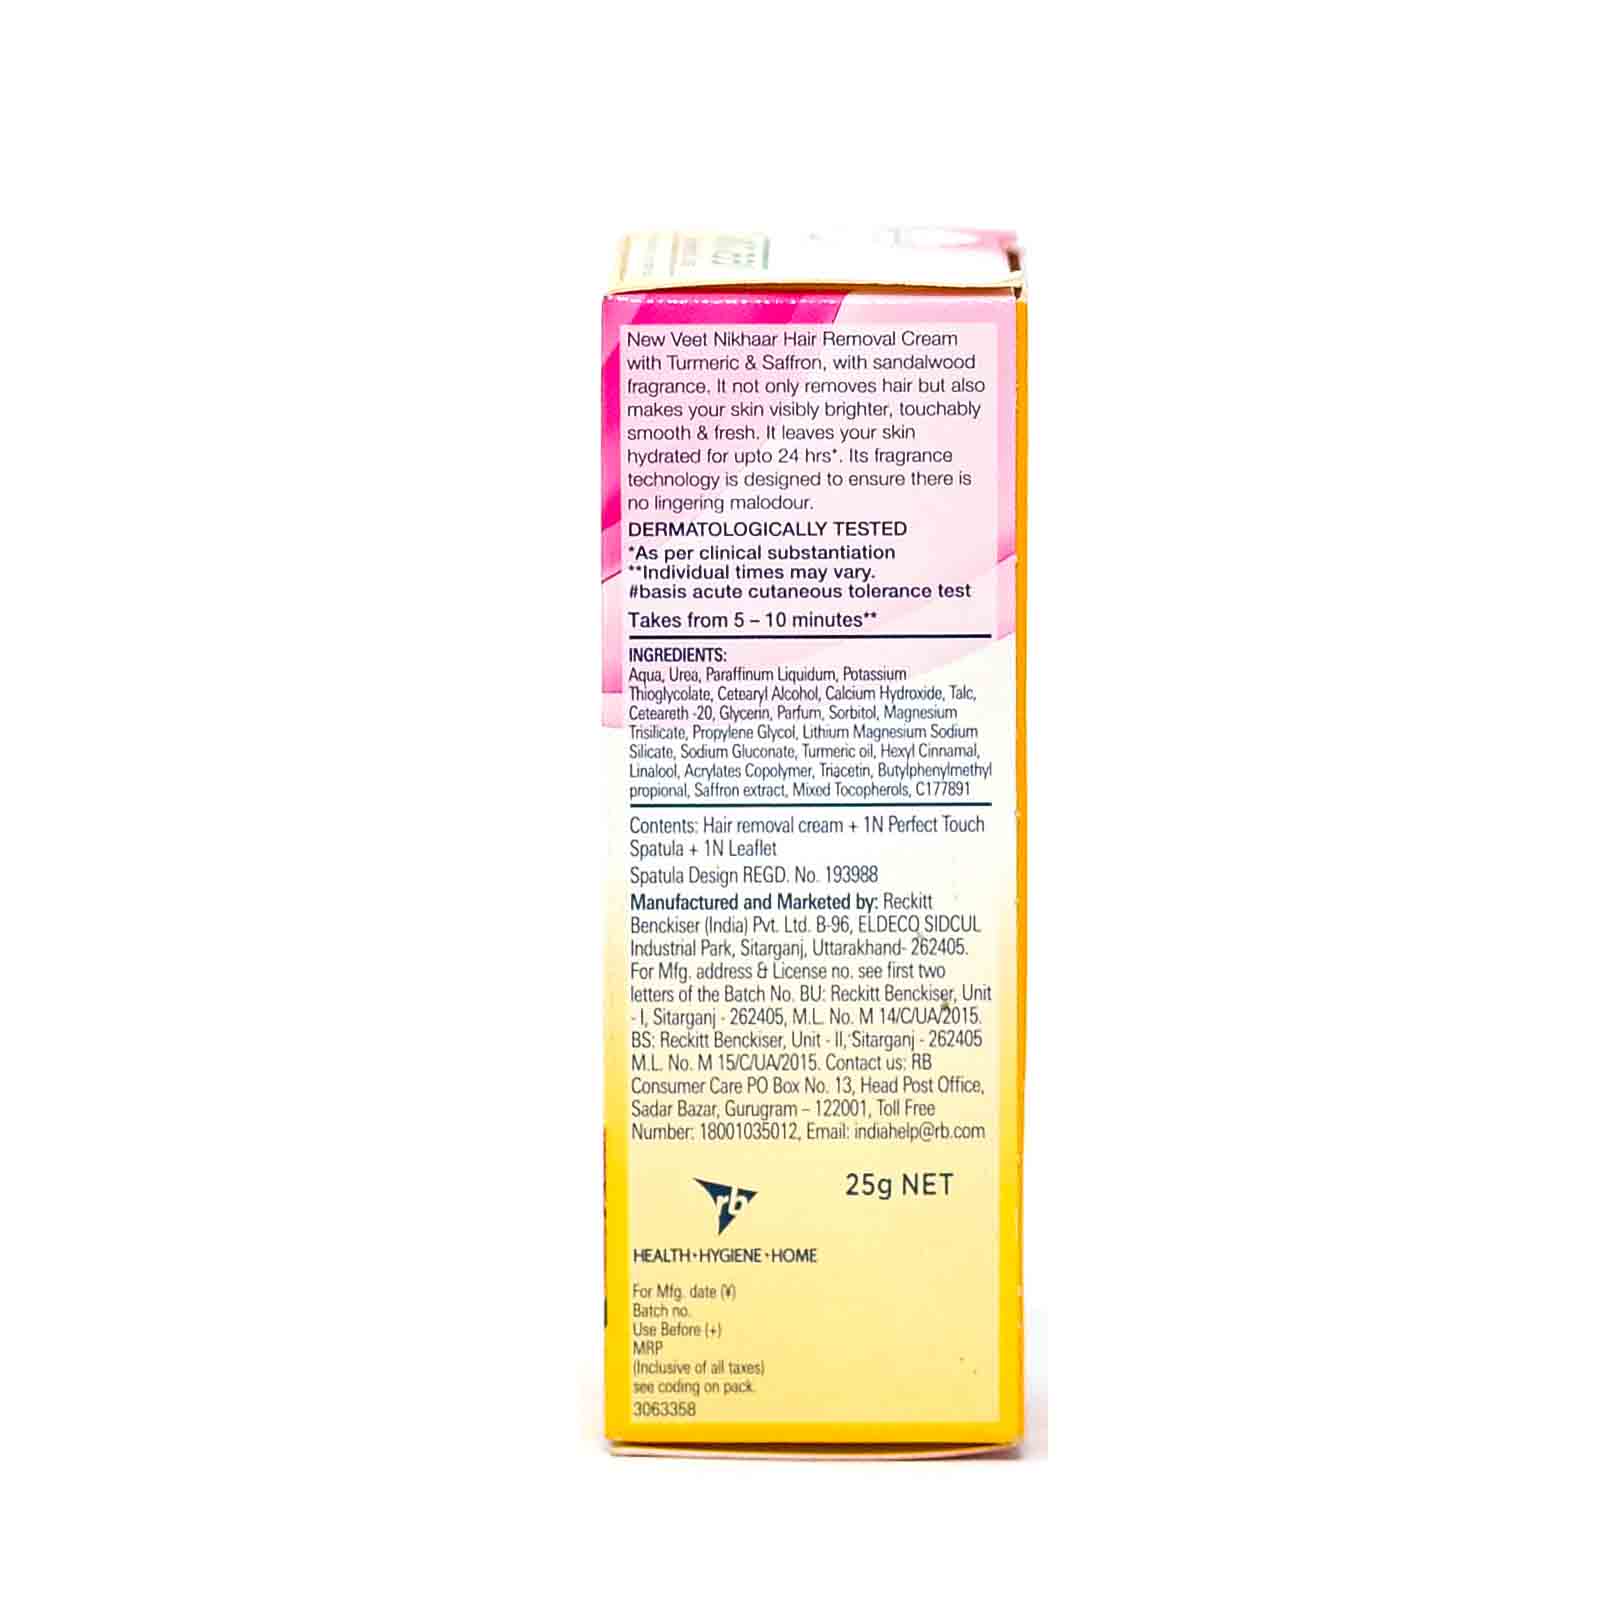 New Veet Nikhaar Hair Removal Cream
with Turmeric & Saffron, with sandalwood
fragrance. It not only removes hair but also
makes your skin visibly brighter, touchably
smooth & fresh. It leaves your skin
hydrated for upto 24 hrs*. Its fragrance
technology is designed to ensure there is
no lingering malodour.
DERMATOLOGICALLY TESTED
*As per clinical substantiation
**Individual times may vary.
#basis acute cutaneous tolerance test
Takes from 5 – 10 minutes**
INGREDIENTS:
Aqua, Urea, Paraffinum Liquidum, Potassium
Thioglycolate, Cetearyl Alcohol, Calcium Hydroxide, Talc,
Ceteareth -20, Glycerin, Parfum, Sorbitol, Magnesium
Trisilicate, Propylene Glycol, Lithium Magnesium Sodium
Silicate, Sodium Gluconate, Turmeric oil, Hexyl Cinnamal,
Linalool, Acrylates Copolymer, Triacetin, Butylphenylmethyl
propional, Saffron extract, Mixed Tocopherols, C177891
Contents: Hair removal cream + 1N Perfect Touch
Spatula + 1N Leaflet
Spatula Design REGD. No. 193988
Manufactured and Marketed by: Reckitt
Benckiser (India) Pvt. Ltd. B-96, ELDECO SIDCUL
Industrial Park, Sitarganj, Uttarakhand- 262405.
For Mfg. address & License no. see first two
letters of the Batch No. BU: Reckitt Benckiser, Unit
- I, Sitarganj - 262405, M.L. No. M 14/C/UA/2015.
BS: Reckitt Benckiser, Unit - II, Sitarganj - 262405
M.L. No. M 15/C/UA/2015. Contact us: RB
Consumer Care PO Box No. 13, Head Post Office,
Sadar Bazar, Gurugram – 122001, Toll Free
Number: 18001035012, Email: indiahelp@rb.com
rb
25g NET
HEALTH•HYGIENE•HOME
For Mfg. date (¥)
Batch no.
Use Before (+)
MRP
(Inclusive of all taxes)
see coding on pack.
3063358